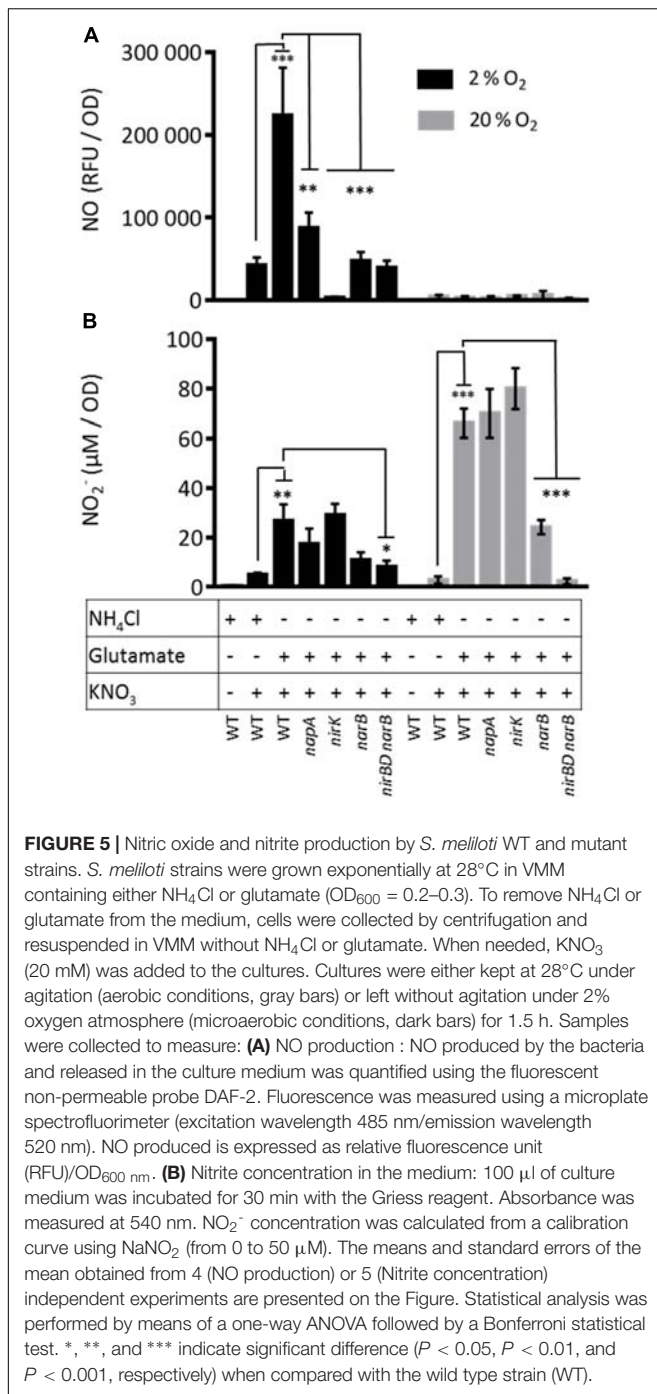 A
***
2 % O2
20 % O2
300 000
200 000
100 000
0
NO (RFU / OD)
**
***
B
100
80
60
40
20
0
NO2- (µM / OD)
**
*
***
***
NH4Cl + + - - - - - + + - - - - -
Glutamate - - + + + + + - - + + + + +
KNO3 - + + + + + + - + + + + + +
WT WT WT napA nirK narB nirBD narB WT WT WT napA nirK narB nirBD narB
FIGURE 5 | Nitric oxide and nitrite production by S. meliloti WT and mutant
strains. S. meliloti strains were grown exponentially at 28°C in VMM
containing either NH4Cl or glutamate (OD600 = 0.2–0.3). To remove NH4Cl or
glutamate from the medium, cells were collected by centrifugation and
resuspended in VMM without NH4Cl or glutamate. When needed, KNO3
(20 mM) was added to the cultures. Cultures were either kept at 28°C under
agitation (aerobic conditions, gray bars) or left without agitation under 2%
oxygen atmosphere (microaerobic conditions, dark bars) for 1.5 h. Samples
were collected to measure: (A) NO production : NO produced by the bacteria
and released in the culture medium was quantified using the fluorescent
non-permeable probe DAF-2. Fluorescence was measured using a microplate
spectrofluorimeter (excitation wavelength 485 nm/emission wavelength
520 nm). NO produced is expressed as relative fluorescence unit
(RFU)/OD600 nm. (B) Nitrite concentration in the medium: 100 µl of culture
medium was incubated for 30 min with the Griess reagent. Absorbance was
measured at 540 nm. NO2- concentration was calculated from a calibration
curve using NaNO2 (from 0 to 50 µM). The means and standard errors of the
mean obtained from 4 (NO production) or 5 (Nitrite concentration)
independent experiments are presented on the Figure. Statistical analysis was
performed by means of a one-way ANOVA followed by a Bonferroni statistical
test. *, **, and *** indicate significant difference (P < 0.05, P < 0.01, and
P < 0.001, respectively) when compared with the wild type strain (WT).